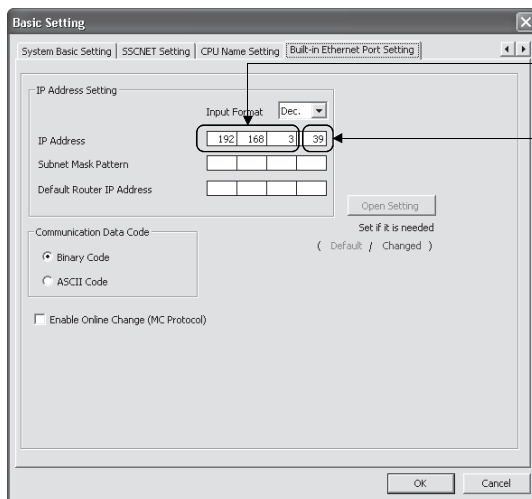 Basic Setting
System Basic Setting SSCNET Setting CPU Name Setting Built-in Ethernet Port Setting
IP Address Setting
Input Format Dec.
IP Address 192 168 3 39
Subnet Mask Pattern
Default Router IP Address
Open Setting
Set if it is needed
( Default / Changed )
Communication Data Code
Binary Code
ASCII Code
Enable Online Change (MC Protocol)
OK Cancel